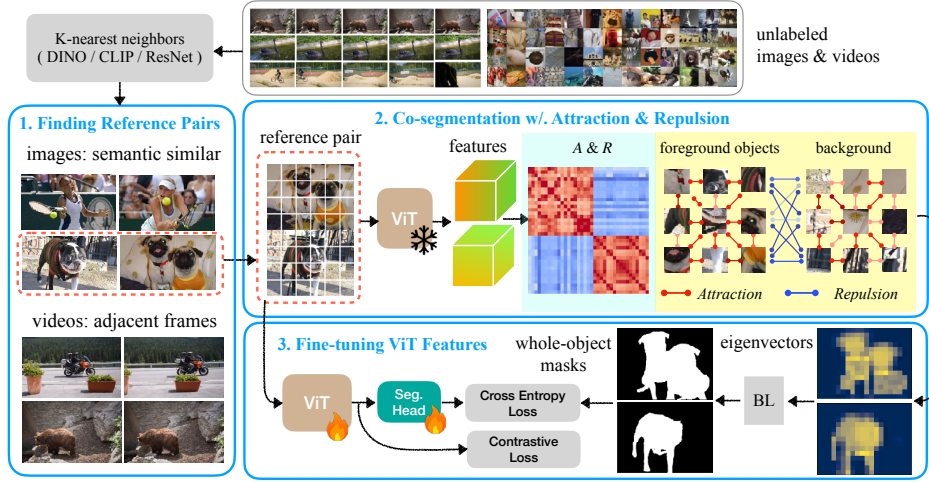 K-nearest neighbors
( DINO / CLIP / ResNet )
unlabeled
images & videos
1. Finding Reference Pairs
images: semantic similar
videos: adjacent frames
2. Co-segmentation w/. Attraction & Repulsion
reference pair
features
A & R
foreground objects
background
ViT
Attraction
Repulsion
3. Fine-tuning ViT Features
whole-object
masks
eigenvectors
ViT
Seg.
Head
Cross Entropy
Loss
BL
Contrastive
Loss